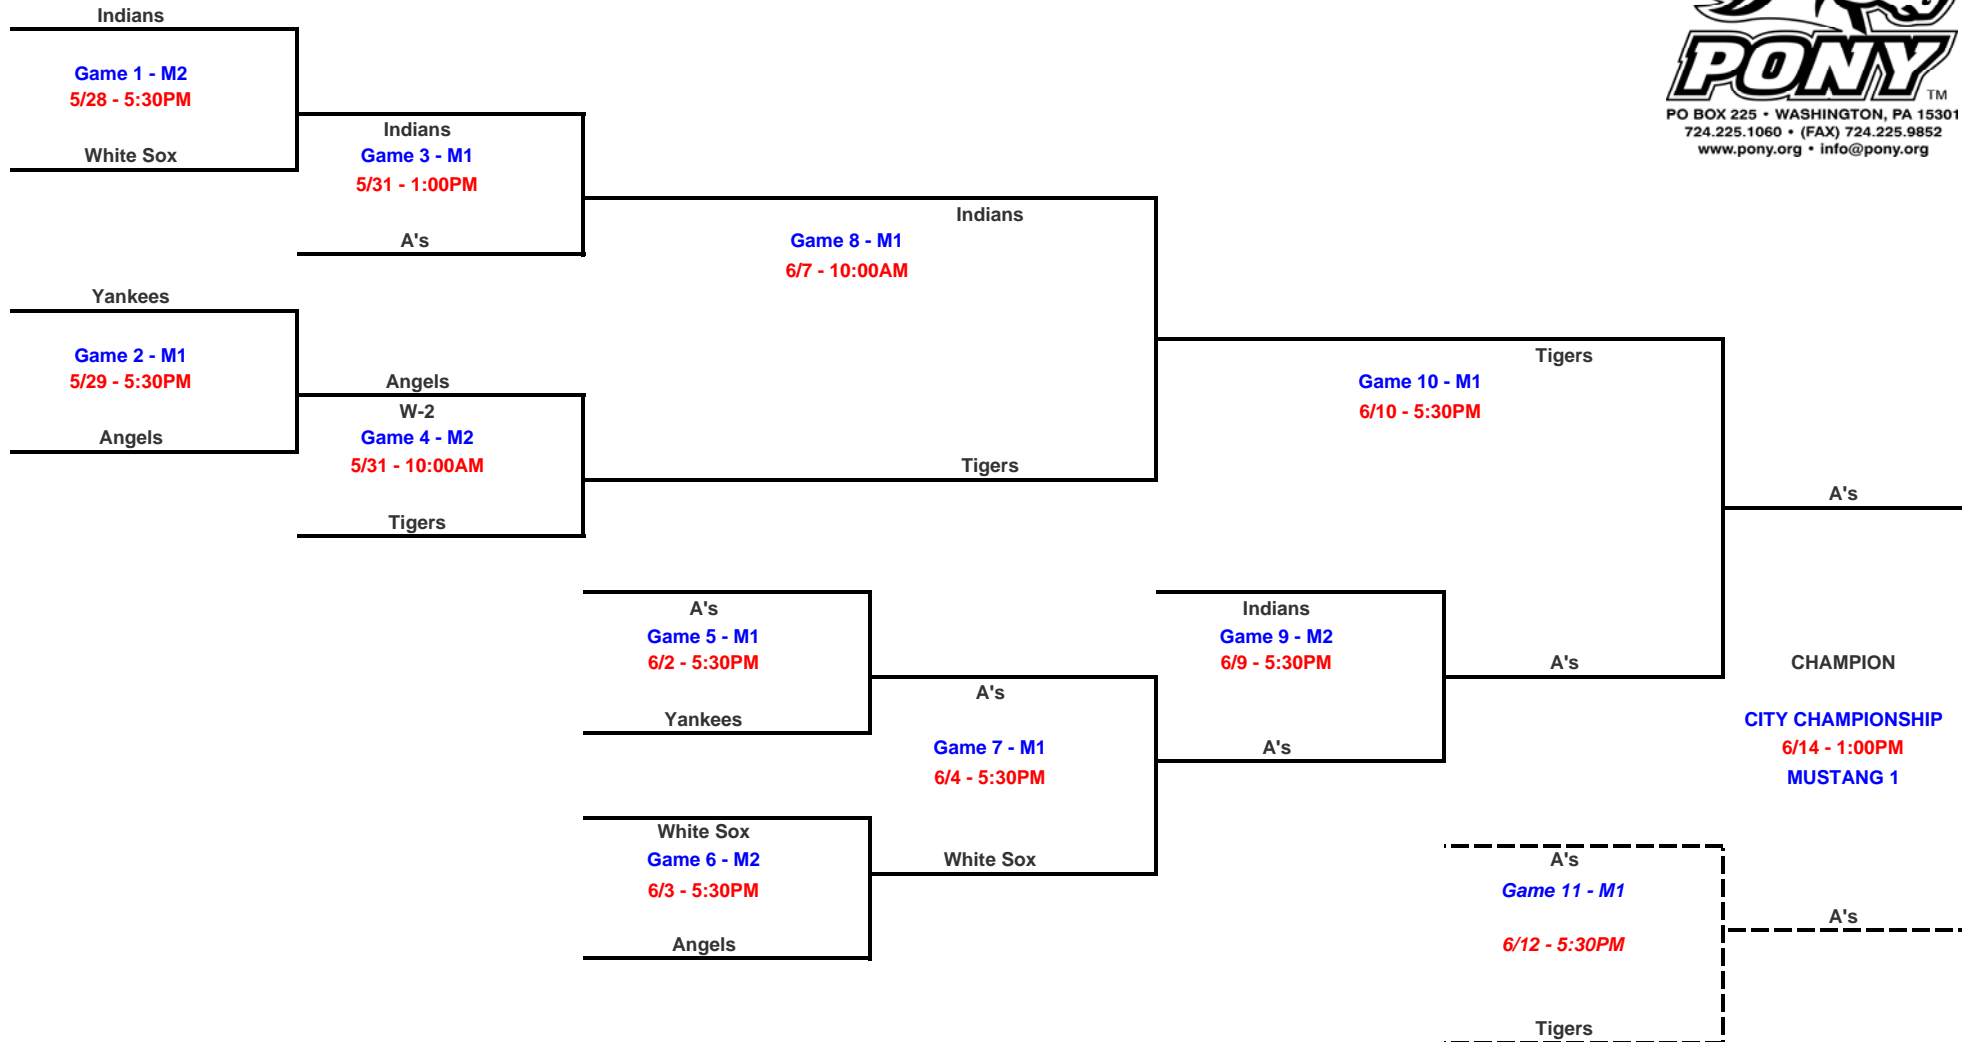 Indians
Game 1 - M2
5/28 - 5:30PM
White Sox
Indians
Game 3 - M1
5/31 - 1:00PM
A's
Yankees
Game 2 - M1
5/29 - 5:30PM
Angels
Angels
W-2
Game 4 - M2
5/31 - 10:00AM
Tigers
Indians
Game 8 - M1
6/7 - 10:00AM
Tigers
Tigers
Game 10 - M1
6/10 - 5:30PM
A's
A's
Game 5 - M1
6/2 - 5:30PM
Yankees
A's
Game 7 - M1
6/4 - 5:30PM
White Sox
White Sox
Game 6 - M2
6/3 - 5:30PM
Angels
Indians
Game 9 - M2
6/9 - 5:30PM
A's
A's
CHAMPION
CITY CHAMPIONSHIP
6/14 - 1:00PM
MUSTANG 1
A's
Game 11 - M1
6/12 - 5:30PM
Tigers
A's
PONY
TM
PO BOX 225 • WASHINGTON, PA 15301
724.225.1060 • (FAX) 724.225.9852
www.pony.org • info@pony.org